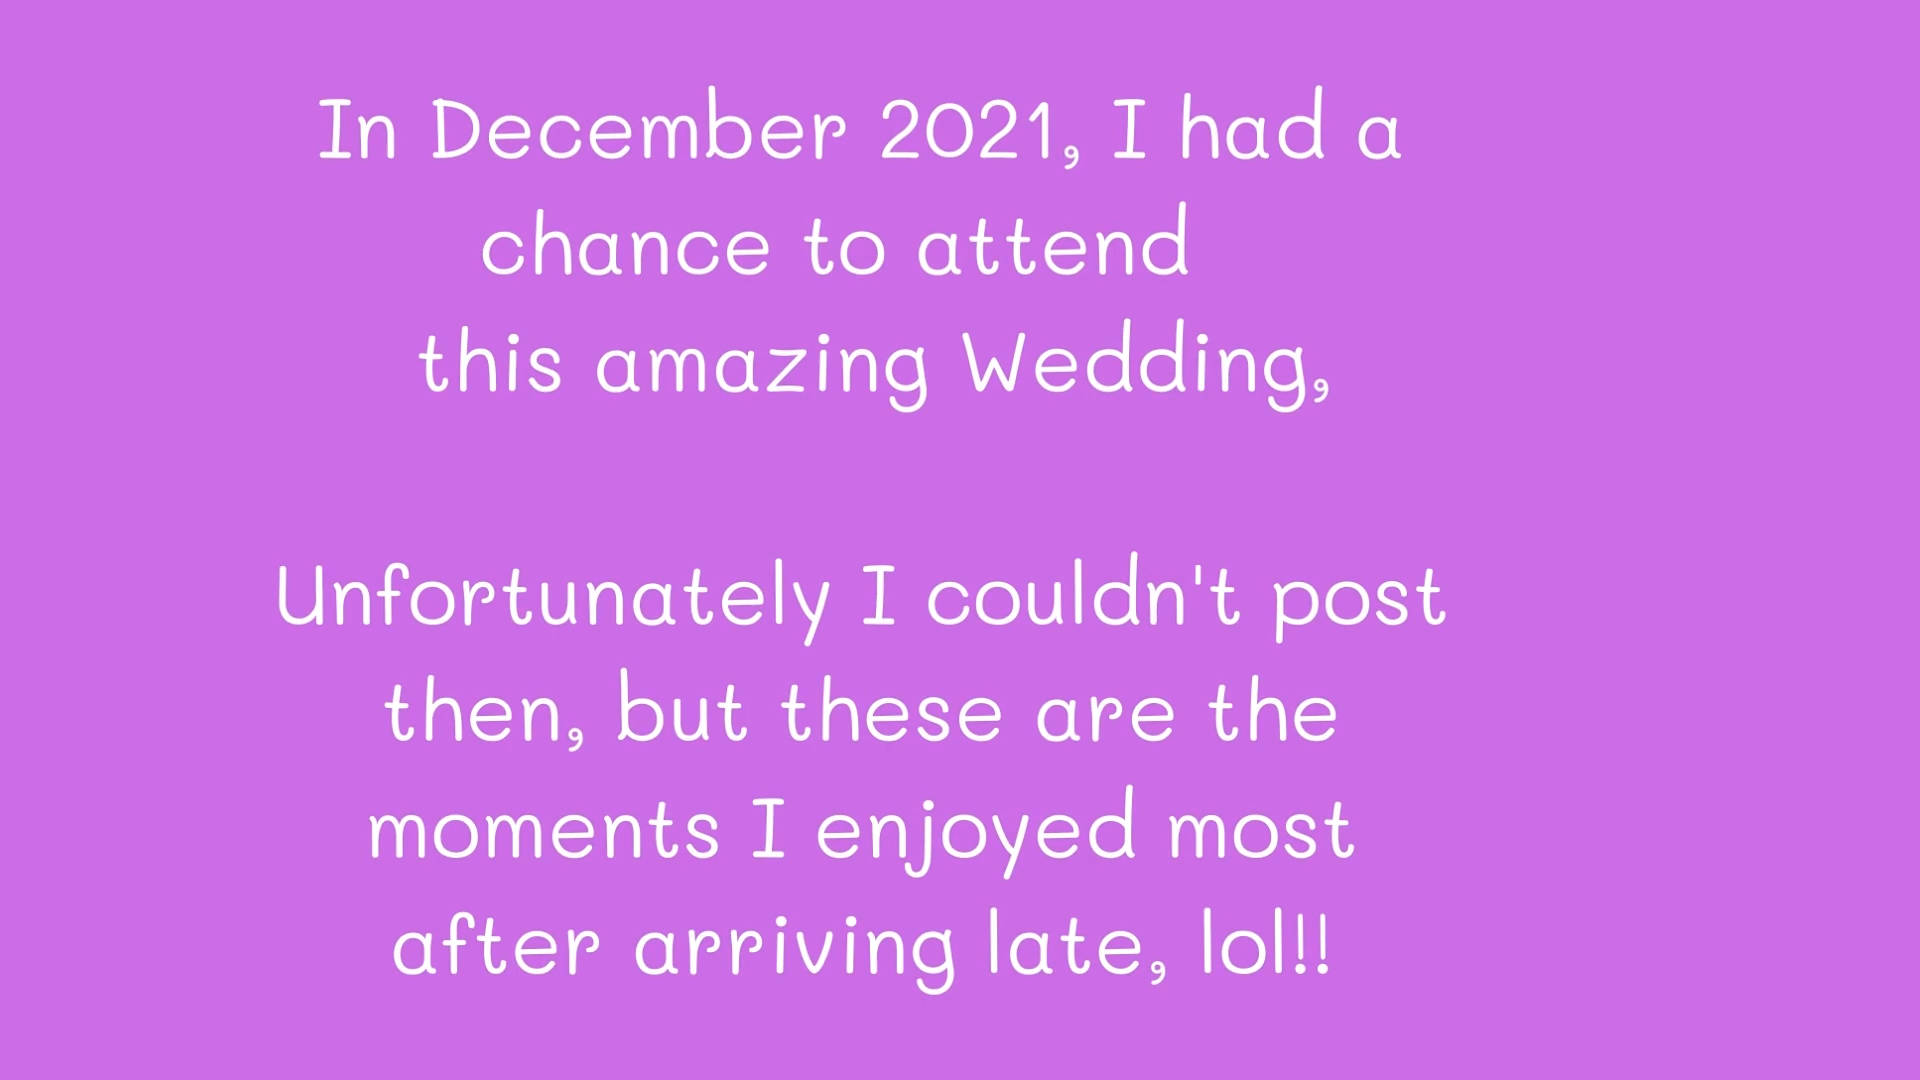 In December 2021, I had a
chance to attend
this amazing Wedding,
Unfortunately I couldn't post
then, but these are the
moments I enjoyed most
after arriving late, lol!!